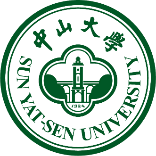 中山大學
SUN YAT-SEN UNIVERSITY
1924